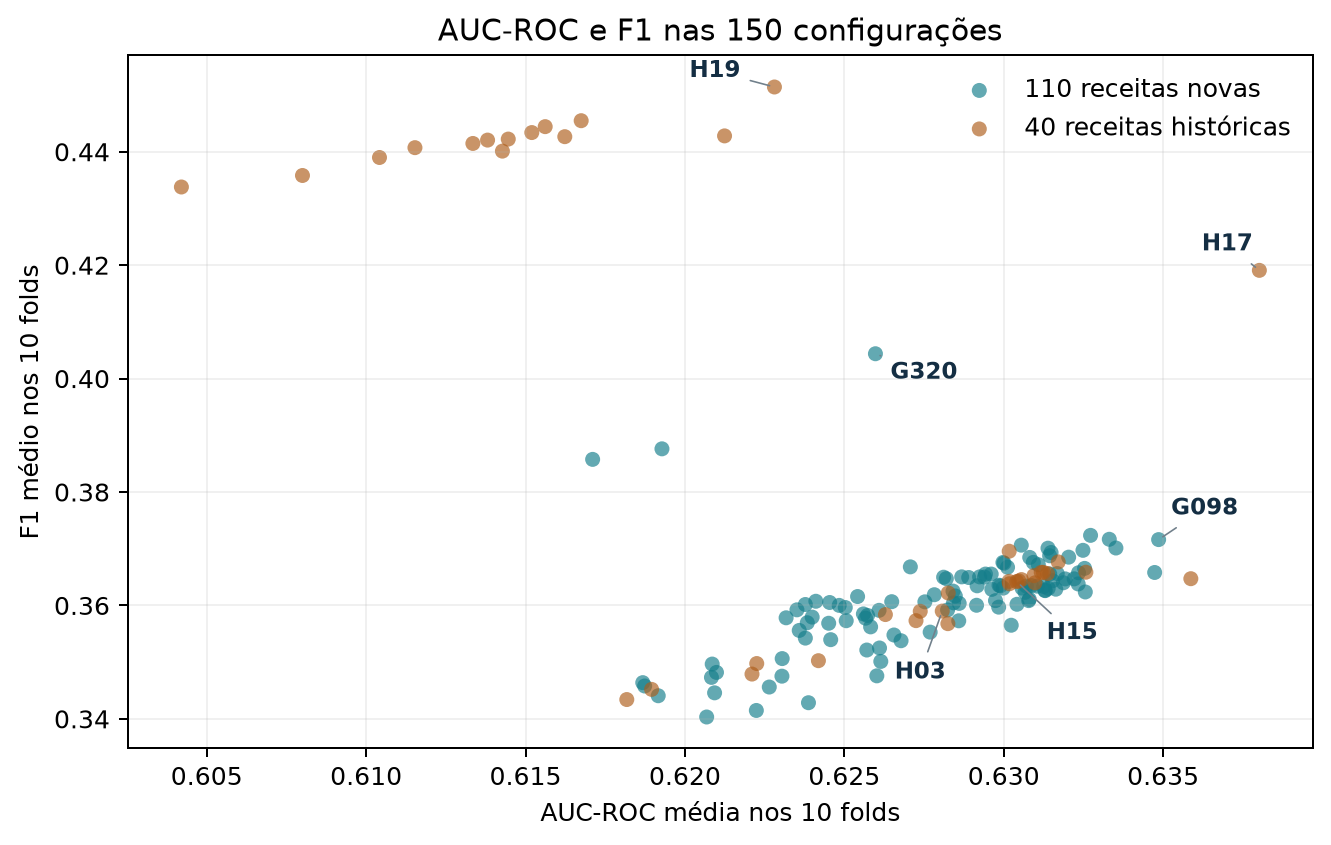 AUC-ROC e F1 nas 150 configurações
H19
110 receitas novas
40 receitas históricas
0.44
H17
0.42
G320
0.40
0.38
G098
0.36
H15
H03
0.34
F1 médio nos 10 folds
0.605 0.610 0.615 0.620 0.625 0.630 0.635
AUC-ROC média nos 10 folds